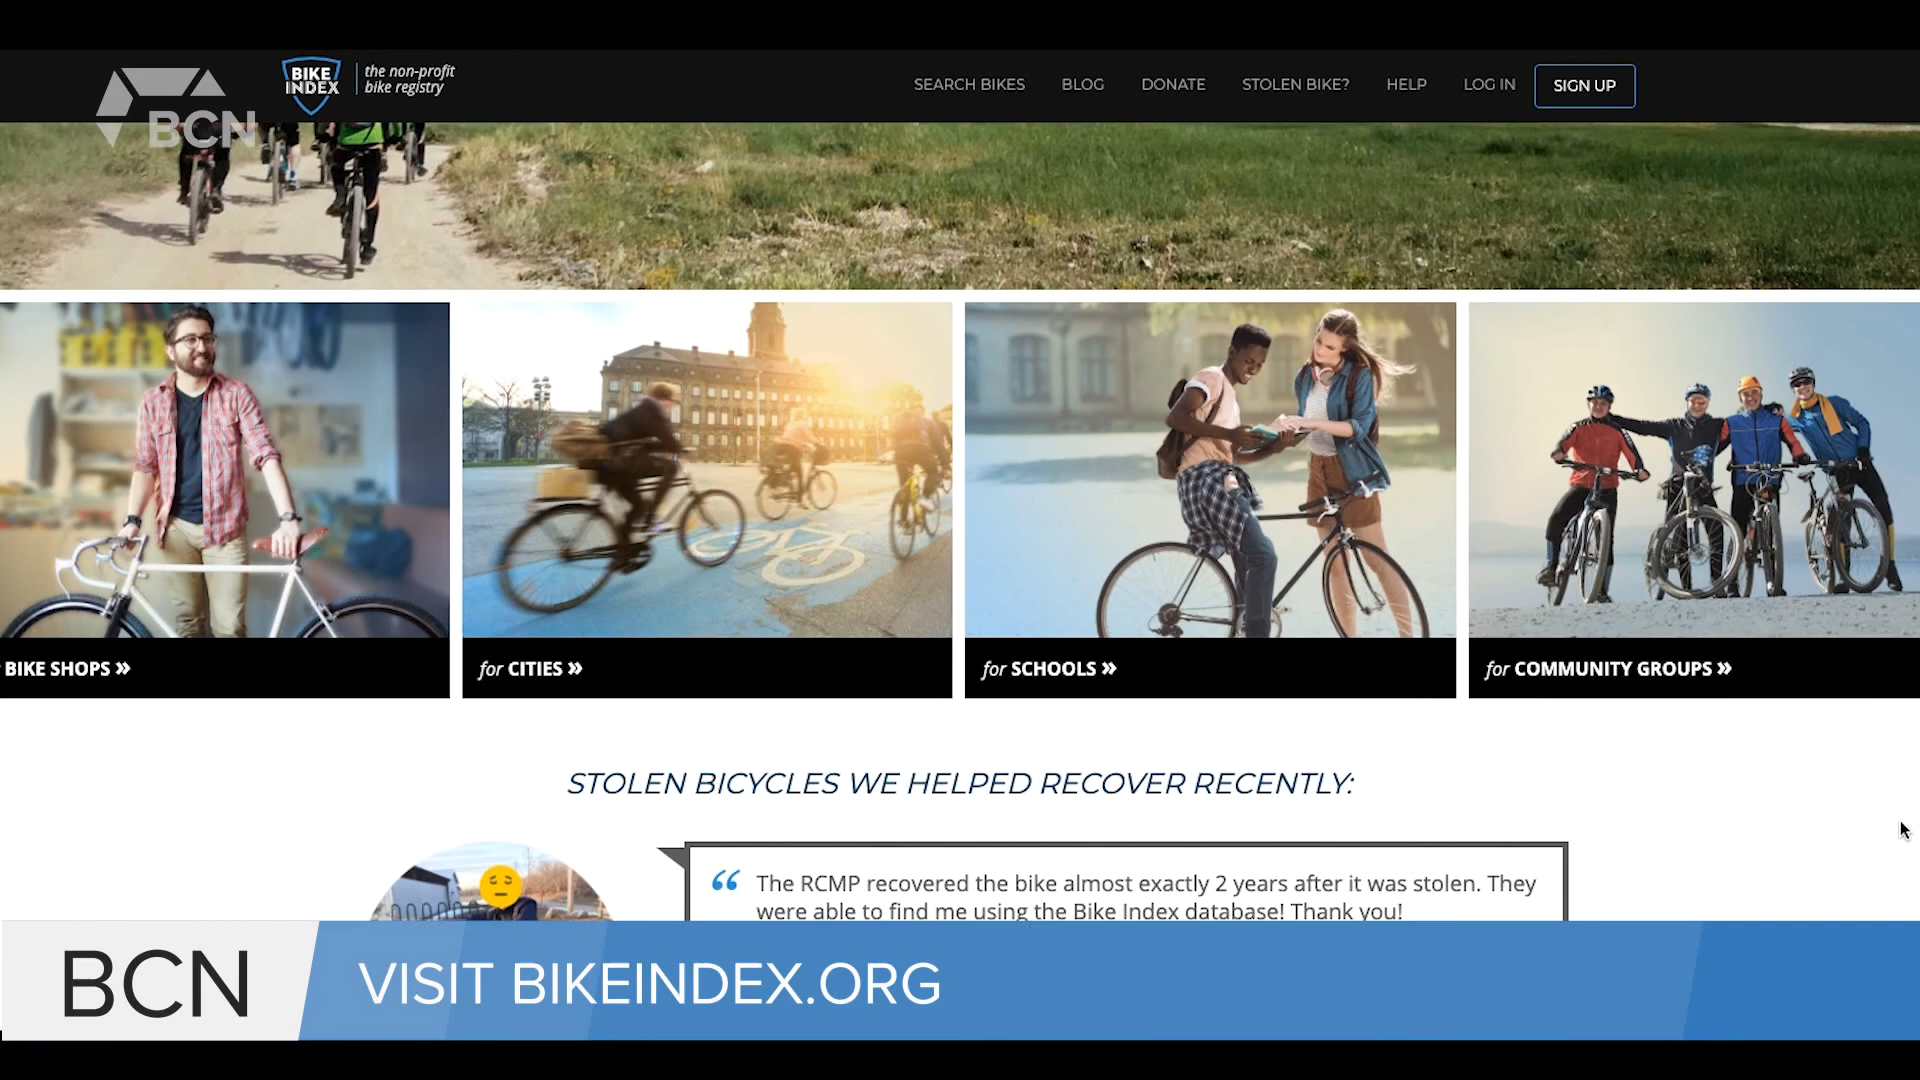 BCN
BIKE
INDEX
the non-profit
bike registry
SEARCH BIKES
BLOG
DONATE
STOLEN BIKE?
HELP
LOG IN
SIGN UP
BIKE SHOPS »
for CITIES »
for SCHOOLS »
for COMMUNITY GROUPS »
STOLEN BICYCLES WE HELPED RECOVER RECENTLY:
“ The RCMP recovered the bike almost exactly 2 years after it was stolen. They
were able to find me using the Bike Index database! Thank you!
BCN
VISIT BIKEINDEX.ORG